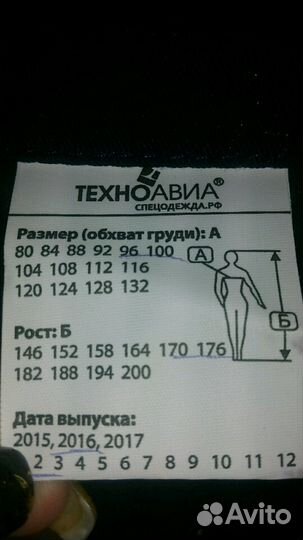 ТЕХНОАВИА®
СПЕЦОДЕЖДА.РФ
Размер (обхват груди): А
80 84 88 92 96 100
104 108 112 116
120 124 128 132
А
Рост: Б
146 152 158 164 170 176
182 188 194 200
Б
Дата выпуска:
2015, 2016, 2017
2 3 4 5 6 7 8 9 10 11 12
Avito